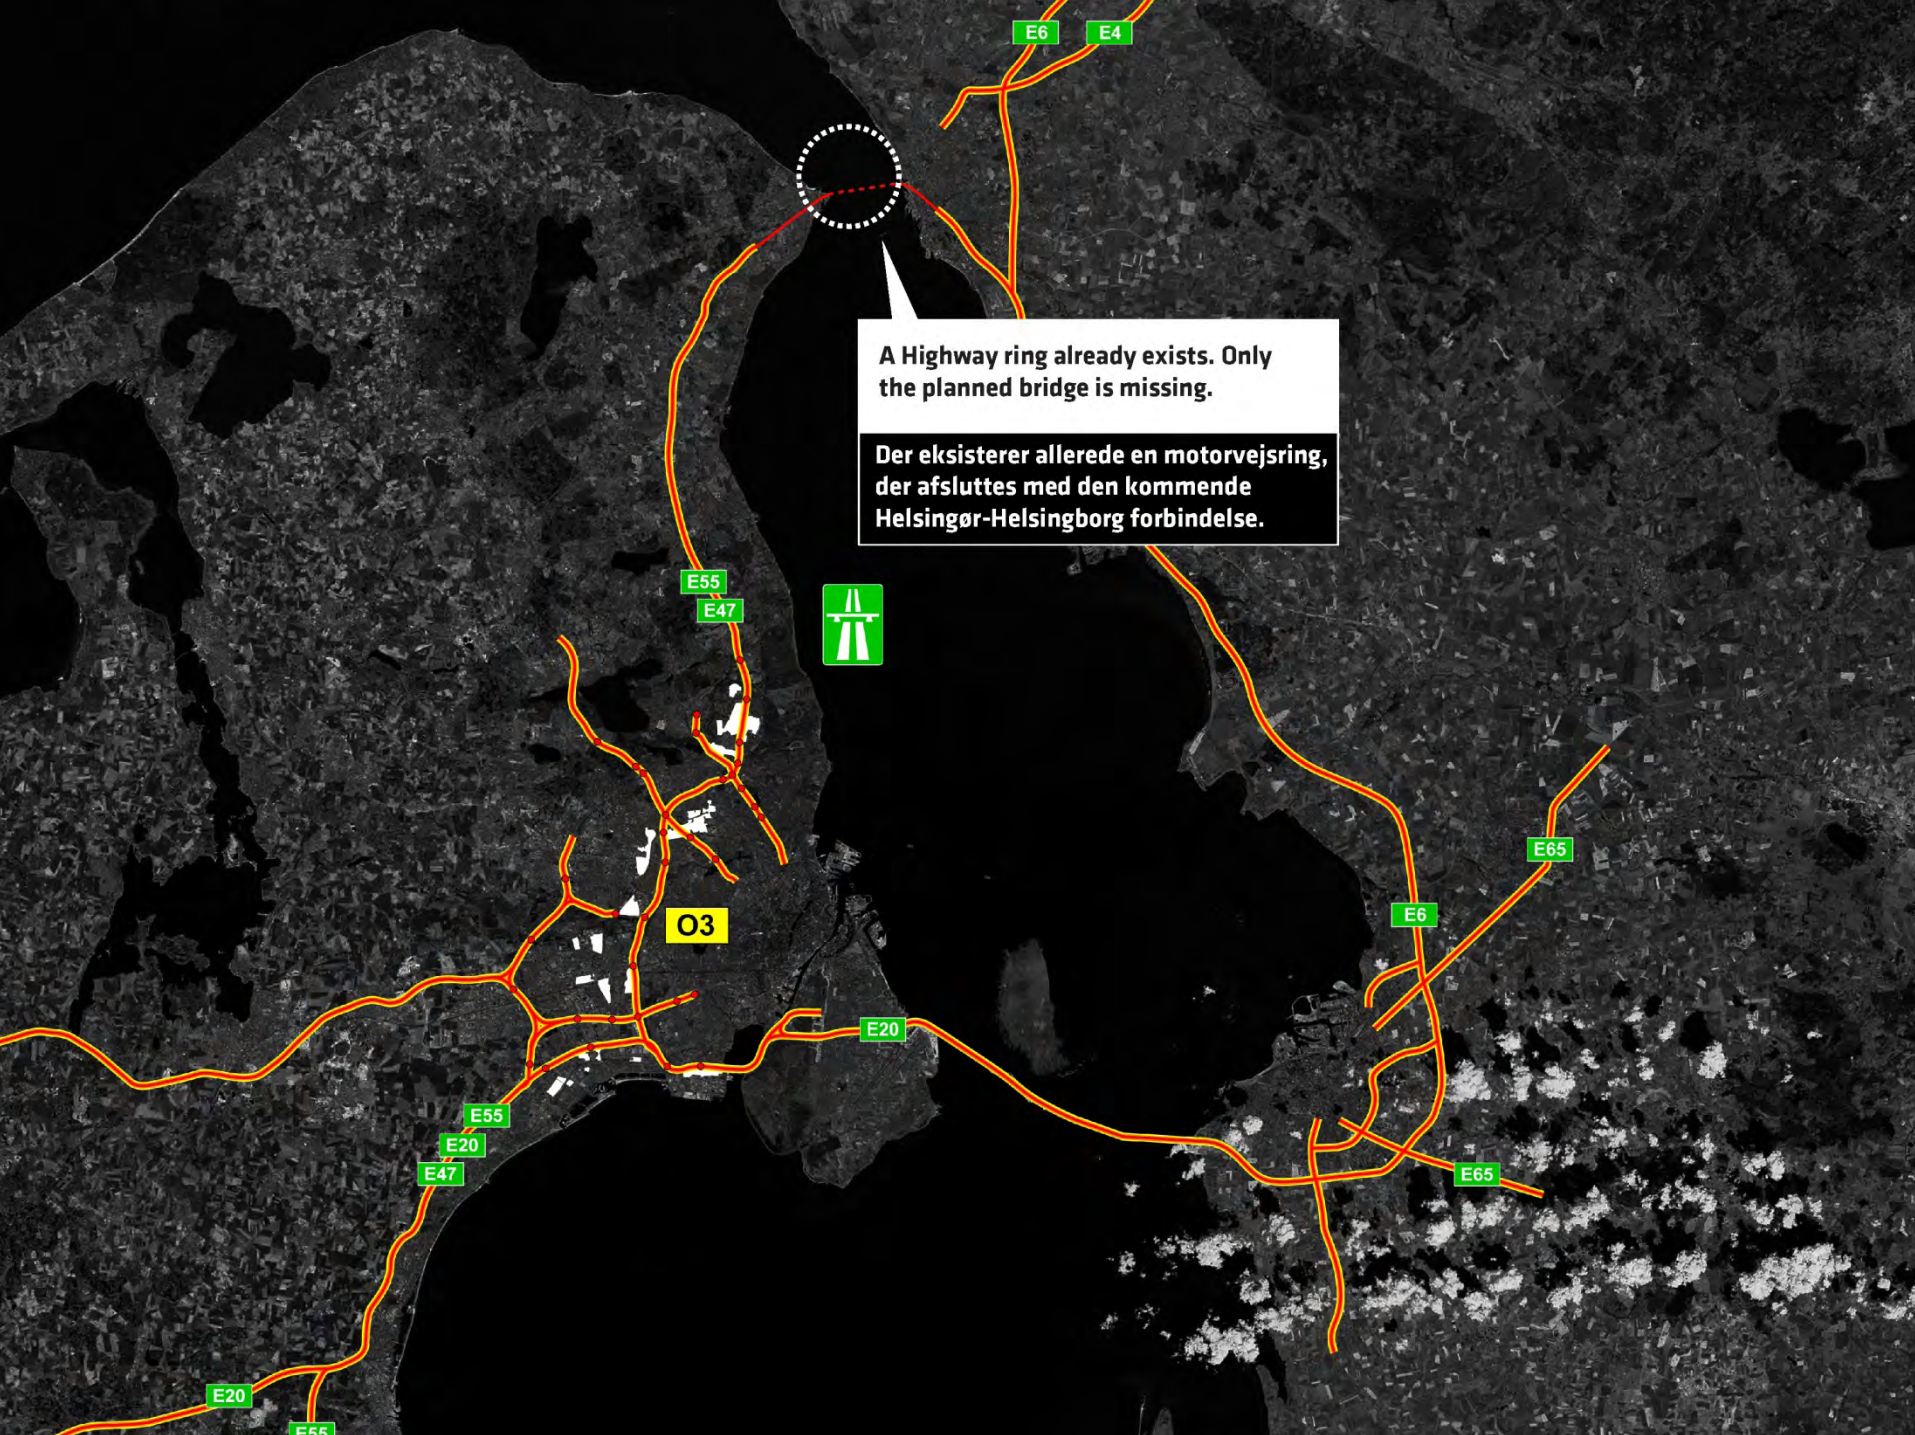 E6
E4
A Highway ring already exists. Only
the planned bridge is missing.
Der eksisterer allerede en motorvejsring,
der afsluttes med den kommende
Helsingør-Helsingborg forbindelse.
E55
E47
E65
E6
O3
E20
E55
E20
E47
E65
E20
E55